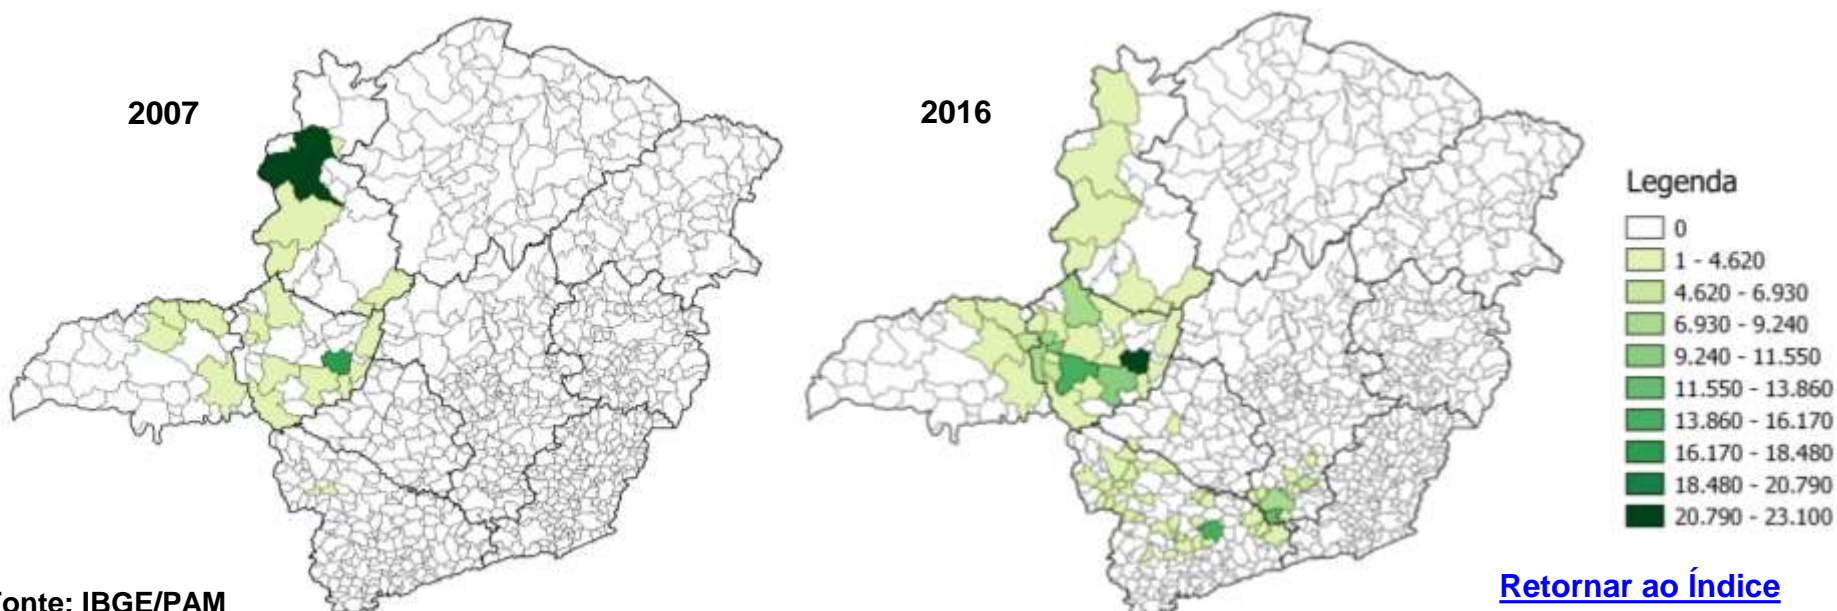 2007
2016
Legenda
0
1 - 4.620
4.620 - 6.930
6.930 - 9.240
9.240 - 11.550
11.550 - 13.860
13.860 - 16.170
16.170 - 18.480
18.480 - 20.790
20.790 - 23.100
Retornar ao Índice
onte: IBGE/PAM